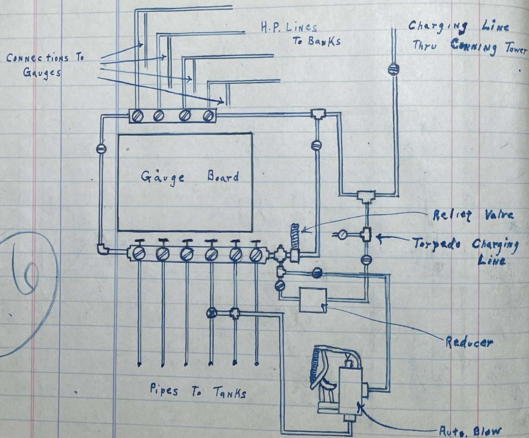 H.P. Lines
To Banks
Charging Line
Thru Conning Tower
Connections To
Gauges
Gauge Board
Relief Valve
Torpedo Charging
Line
6
Reducer
Pipes To Tanks
Auto. Blow